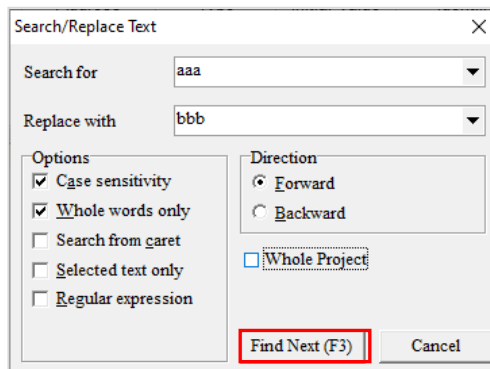 Search/Replace Text
Search for
aaa
Replace with
bbb
Options
Case sensitivity
Whole words only
Search from caret
Selected text only
Regular expression
Direction
Forward
Backward
Whole Project
Find Next (F3)
Cancel